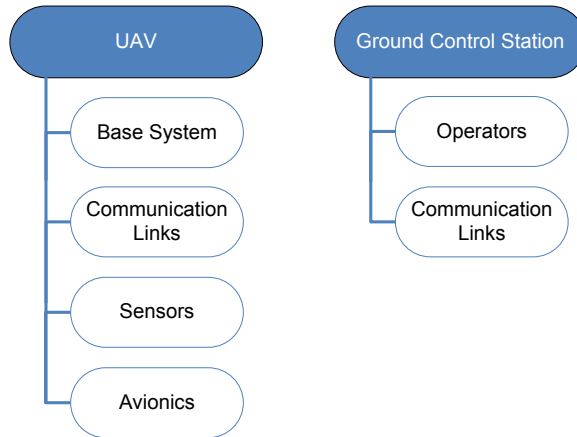 UAV
Base System
Communication
Links
Sensors
Avionics
Ground Control Station
Operators
Communication
Links